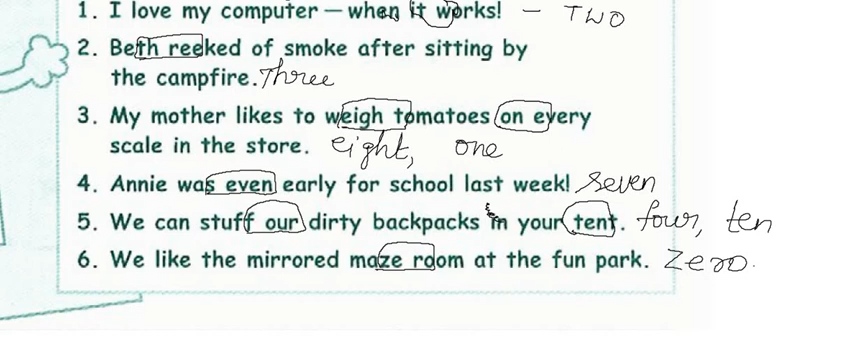 1. I love my computer – when it works! - TWO
2. Beth reeked of smoke after sitting by
the campfire. Three
3. My mother likes to weigh tomatoes on every
scale in the store. eight, one
4. Annie was even early for school last week! seven
5. We can stuff our dirty backpacks in your tent. four, ten
6. We like the mirrored maze room at the fun park. Zero.